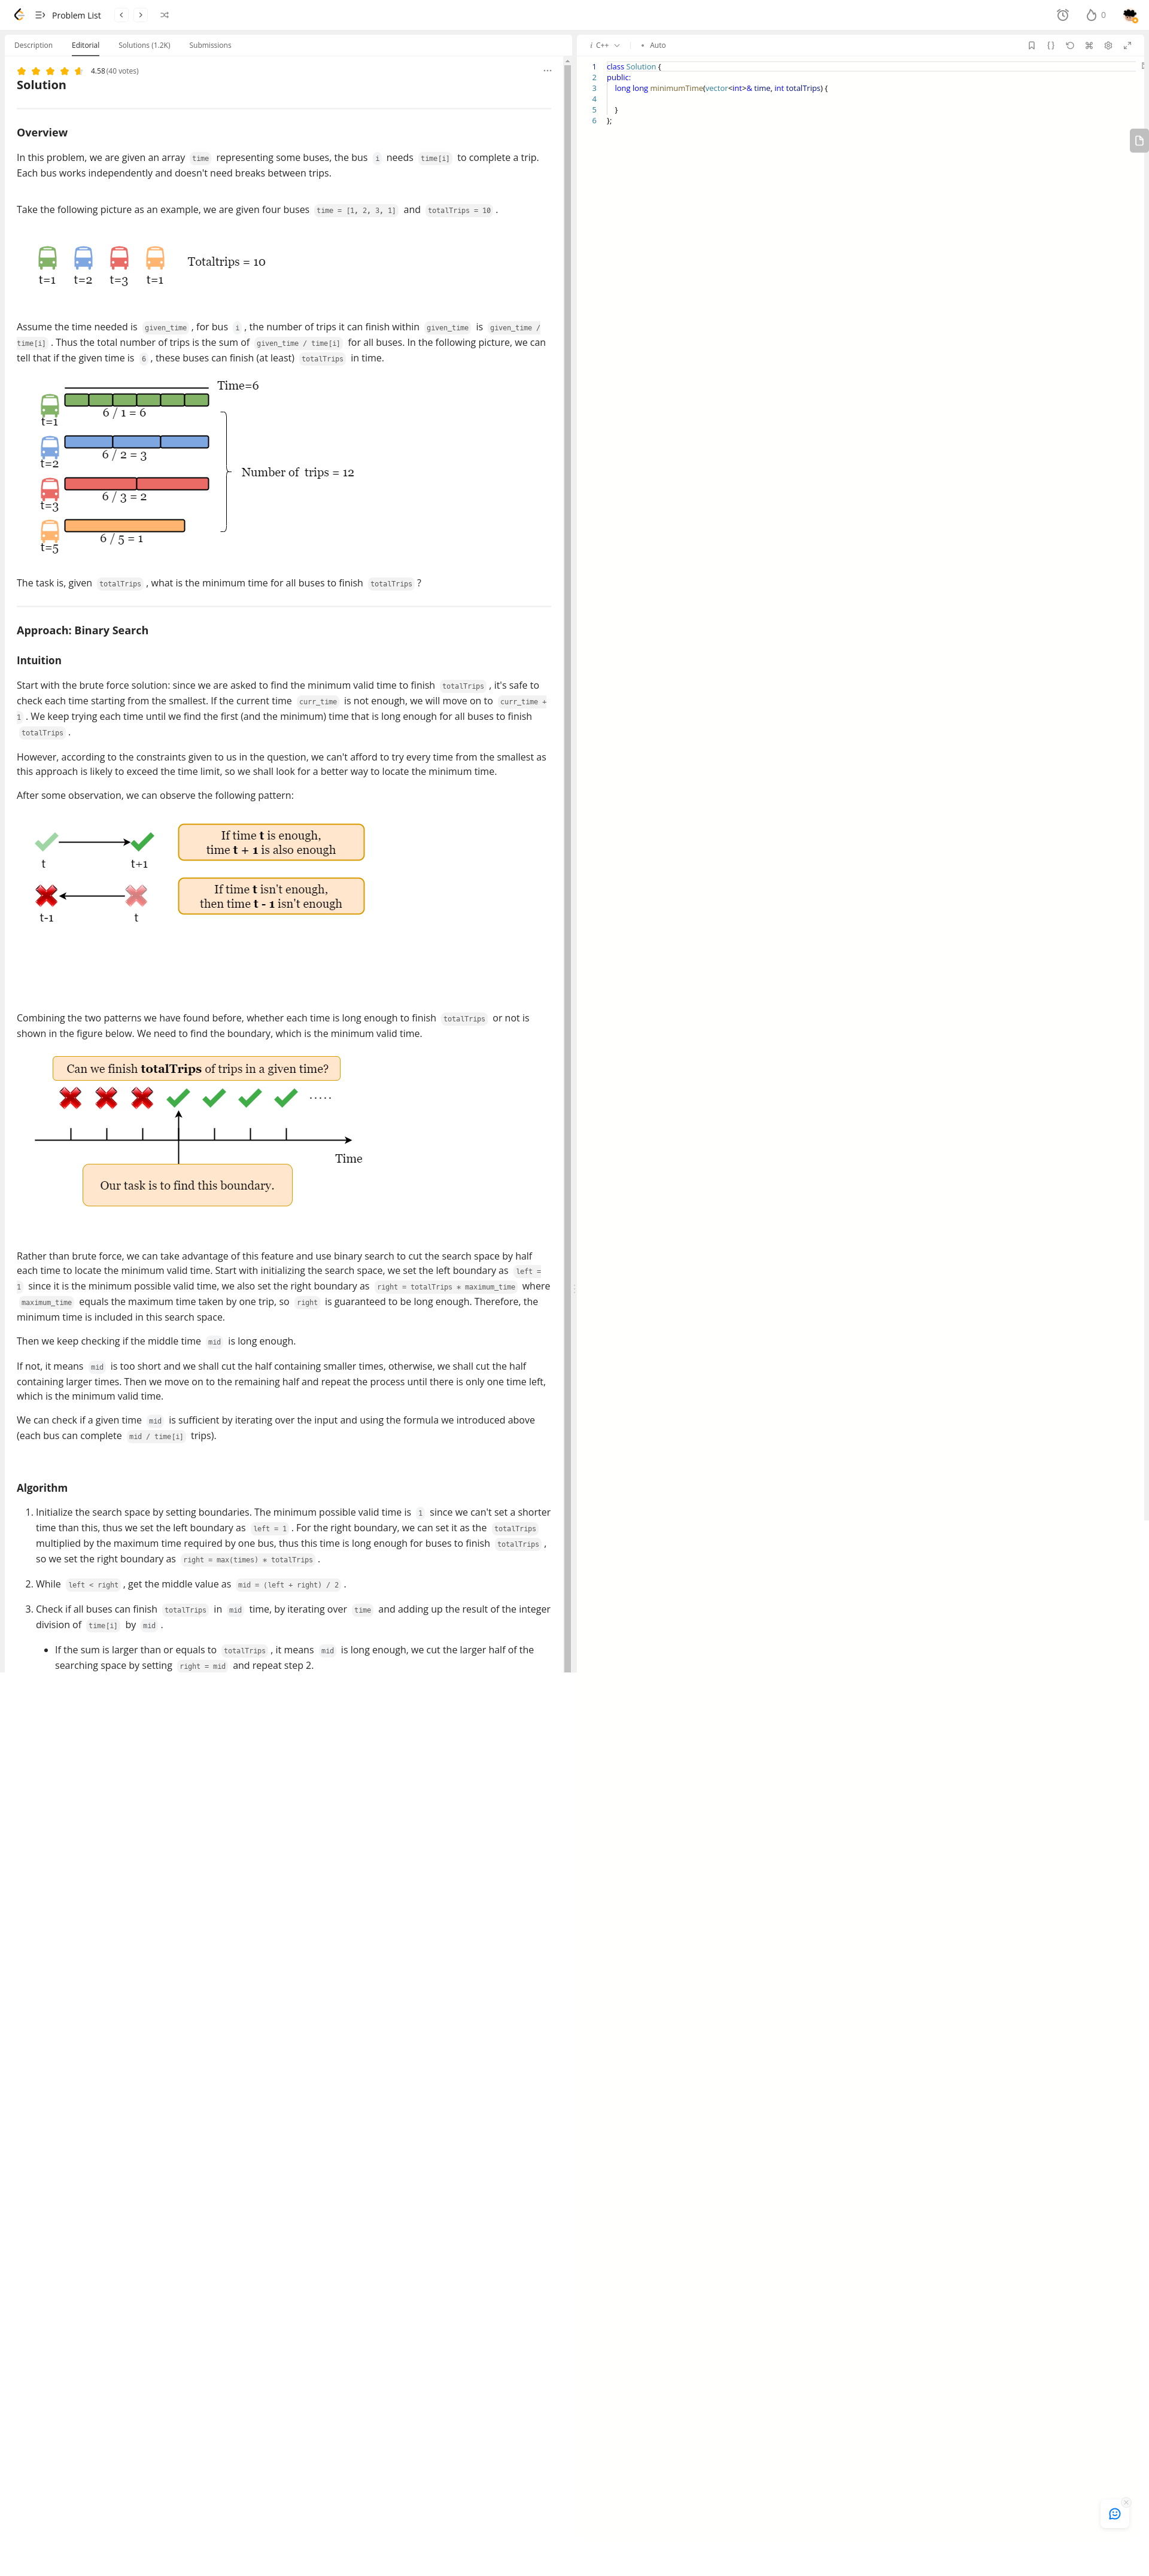 Problem List
0
Description Editorial Solutions (1.2K) Submissions
4.58 (40 votes)
Solution
Overview
In this problem, we are given an array time representing some buses, the bus i needs time[i] to complete a trip.
Each bus works independently and doesn't need breaks between trips.
Take the following picture as an example, we are given four buses time = [1, 2, 3, 1] and totalTrips = 10 .
t=1 t=2 t=3 t=1 Totaltrips = 10
Assume the time needed is given_time , for bus i , the number of trips it can finish within given_time is given_time /
time[i] . Thus the total number of trips is the sum of given_time / time[i] for all buses. In the following picture, we can
tell that if the given time is 6 , these buses can finish (at least) totalTrips in time.
Time=6
t=1 6 / 1 = 6
t=2 6 / 2 = 3
Number of trips = 12
t=3 6 / 3 = 2
t=5 6 / 5 = 1
The task is, given totalTrips , what is the minimum time for all buses to finish totalTrips ?
Approach: Binary Search
Intuition
Start with the brute force solution: since we are asked to find the minimum valid time to finish totalTrips , it's safe to
check each time starting from the smallest. If the current time curr_time is not enough, we will move on to curr_time +
1 . We keep trying each time until we find the first (and the minimum) time that is long enough for all buses to finish
totalTrips .
However, according to the constraints given to us in the question, we can't afford to try every time from the smallest as
this approach is likely to exceed the time limit, so we shall look for a better way to locate the minimum time.
After some observation, we can observe the following pattern:
t t+1
If time t is enough,
time t + 1 is also enough
t-1 t
If time t isn't enough,
then time t - 1 isn't enough
Combining the two patterns we have found before, whether each time is long enough to finish totalTrips or not is
shown in the figure below. We need to find the boundary, which is the minimum valid time.
Can we finish totalTrips of trips in a given time?
.....
Time
Our task is to find this boundary.
Rather than brute force, we can take advantage of this feature and use binary search to cut the search space by half
each time to locate the minimum valid time. Start with initializing the search space, we set the left boundary as left =
1 since it is the minimum possible valid time, we also set the right boundary as right = totalTrips * maximum_time where
maximum_time equals the maximum time taken by one trip, so right is guaranteed to be long enough. Therefore, the
minimum time is included in this search space.
Then we keep checking if the middle time mid is long enough.
If not, it means mid is too short and we shall cut the half containing smaller times, otherwise, we shall cut the half
containing larger times. Then we move on to the remaining half and repeat the process until there is only one time left,
which is the minimum valid time.
We can check if a given time mid is sufficient by iterating over the input and using the formula we introduced above
(each bus can complete mid / time[i] trips).
Algorithm
1. Initialize the search space by setting boundaries. The minimum possible valid time is 1 since we can't set a shorter
time than this, thus we set the left boundary as left = 1 . For the right boundary, we can set it as the totalTrips
multiplied by the maximum time required by one bus, thus this time is long enough for buses to finish totalTrips ,
so we set the right boundary as right = max(times) * totalTrips .
2. While left < right , get the middle value as mid = (left + right) / 2 .
3. Check if all buses can finish totalTrips in mid time, by iterating over time and adding up the result of the integer
division of time[i] by mid .
• If the sum is larger than or equals to totalTrips , it means mid is long enough, we cut the larger half of the
searching space by setting right = mid and repeat step 2.
i C++ • Auto
1 class Solution {
2 public:
3 long long minimumTime(vector<int>& time, int totalTrips) {
4
5 }
6 };